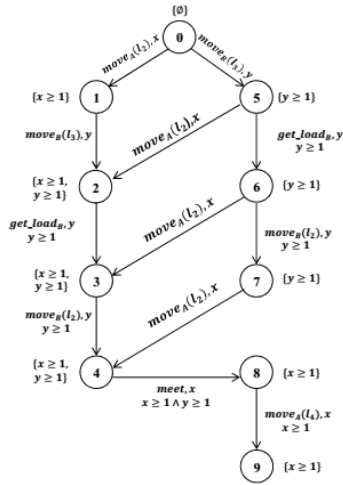 {∅}
0
move_A(l_2), x
move_B(l_3), y
{x ≥ 1}
1
5
{y ≥ 1}
move_B(l_3), y
move_A(l_2), x
get_load_B, y
y ≥ 1
{x ≥ 1,
y ≥ 1}
2
6
{y ≥ 1}
get_load_B, y
y ≥ 1
move_A(l_2), x
move_B(l_2), y
y ≥ 1
{x ≥ 1,
y ≥ 1}
3
7
{y ≥ 1}
move_B(l_2), y
y ≥ 1
move_A(l_2), x
{x ≥ 1,
y ≥ 1}
4
8
{x ≥ 1}
meet, x
x ≥ 1 ∧ y ≥ 1
move_A(l_4), x
x ≥ 1
9
{x ≥ 1}